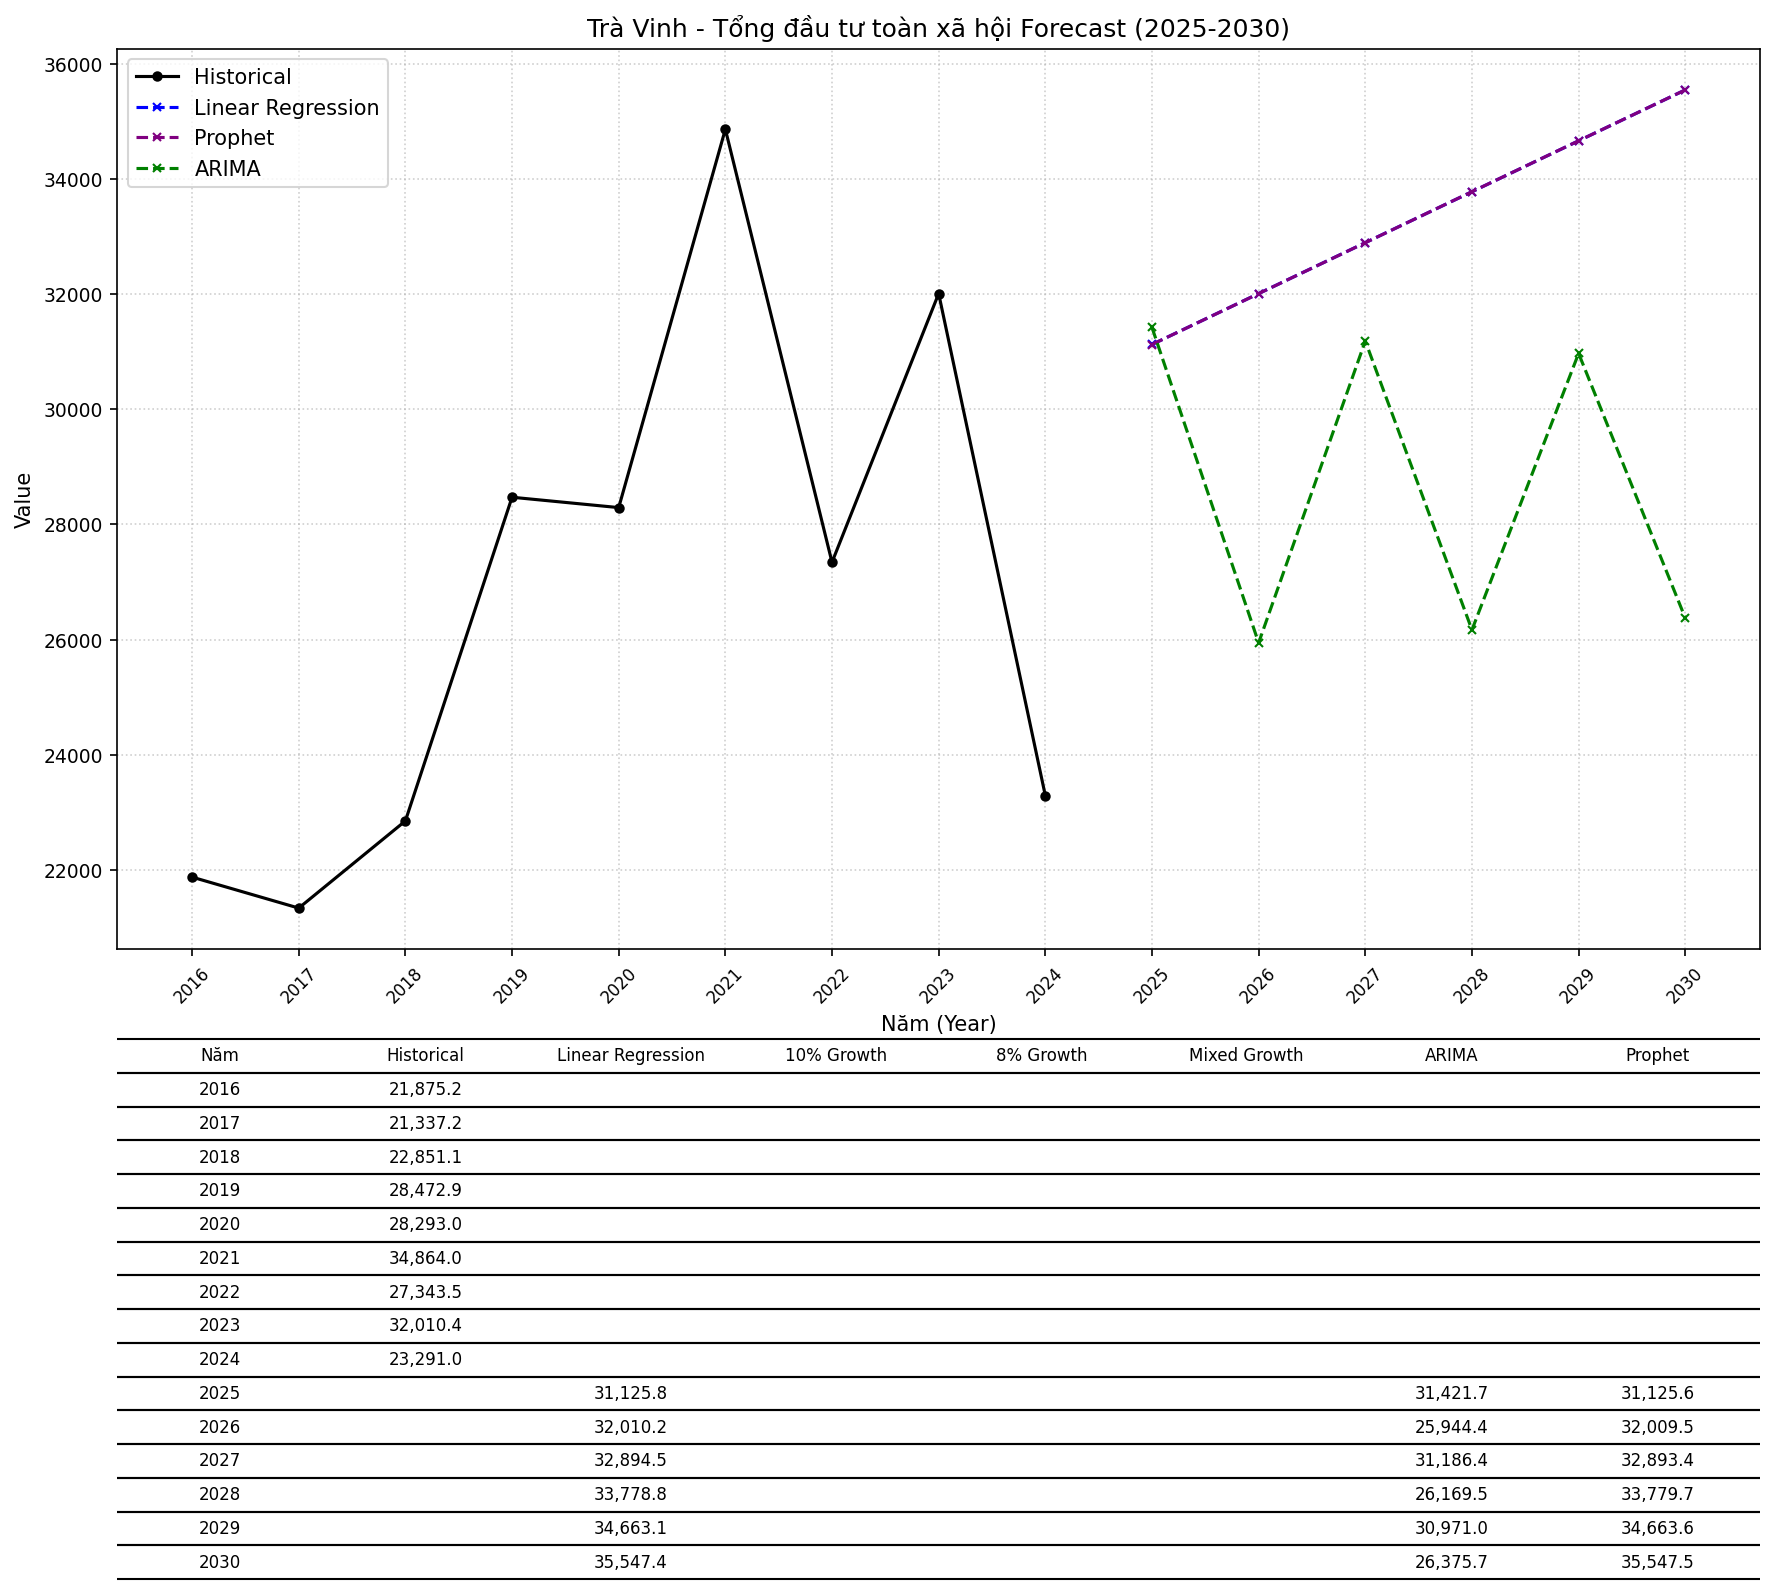 Trà Vinh - Tổng đầu tư toàn xã hội Forecast (2025-2030)
Historical
Linear Regression
Prophet
ARIMA
36000
34000
32000
30000
28000
26000
24000
22000
Value
2016 2017 2018 2019 2020 2021 2022 2023 2024 2025 2026 2027 2028 2029 2030
Năm (Year)
Năm Historical Linear Regression 10% Growth 8% Growth Mixed Growth ARIMA Prophet
2016 21,875.2
2017 21,337.2
2018 22,851.1
2019 28,472.9
2020 28,293.0
2021 34,864.0
2022 27,343.5
2023 32,010.4
2024 23,291.0
2025 31,125.8 31,421.7 31,125.6
2026 32,010.2 25,944.4 32,009.5
2027 32,894.5 31,186.4 32,893.4
2028 33,778.8 26,169.5 33,779.7
2029 34,663.1 30,971.0 34,663.6
2030 35,547.4 26,375.7 35,547.5